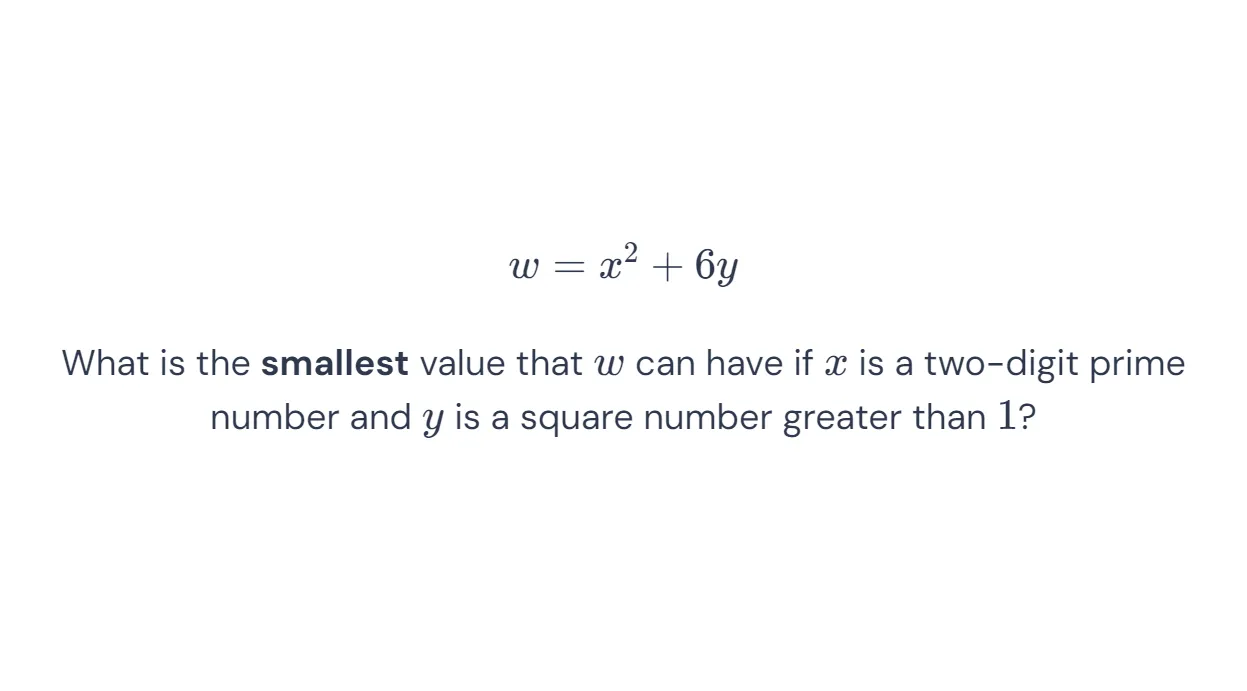 w = x² + 6y
What is the smallest value that w can have if x is a two-digit prime
number and y is a square number greater than 1?